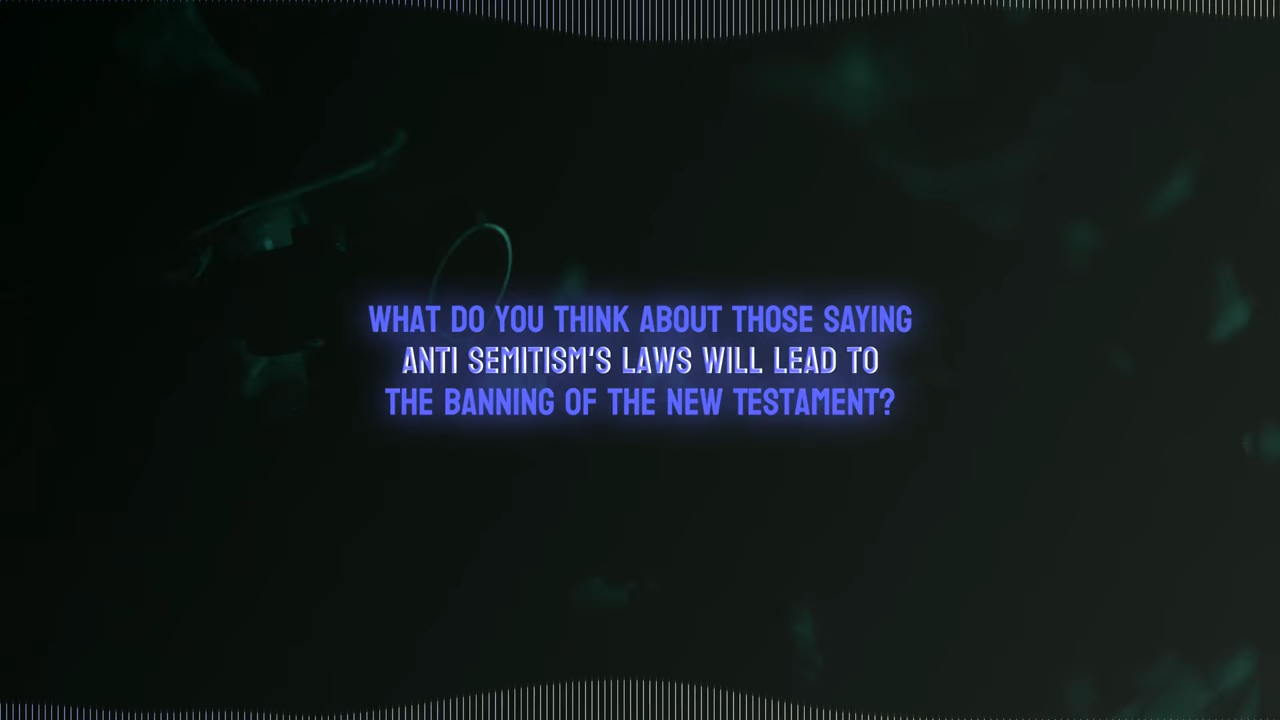 WHAT DO YOU THINK ABOUT THOSE SAYING
ANTI SEMITISM'S LAWS WILL LEAD TO
THE BANNING OF THE NEW TESTAMENT?